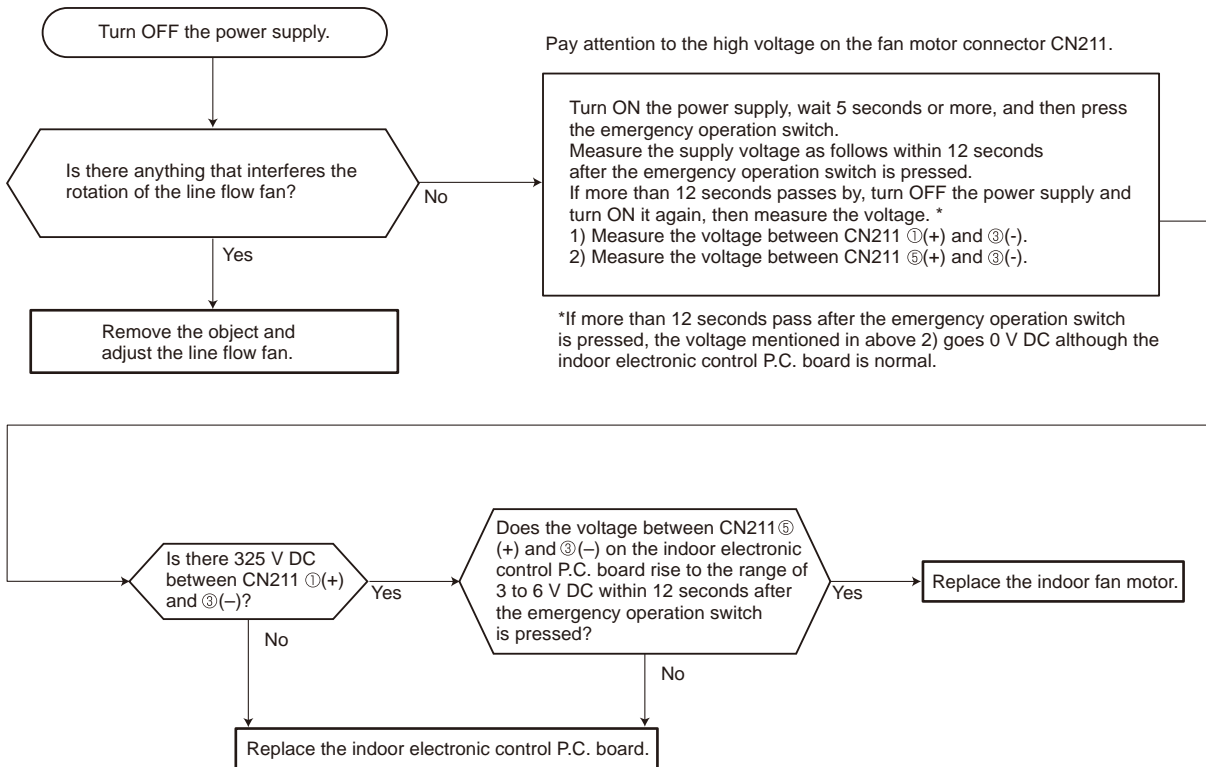 Turn OFF the power supply.
Pay attention to the high voltage on the fan motor connector CN211.
Is there anything that interferes the
rotation of the line flow fan?
No
Yes
Remove the object and
adjust the line flow fan.
Turn ON the power supply, wait 5 seconds or more, and then press
the emergency operation switch.
Measure the supply voltage as follows within 12 seconds
after the emergency operation switch is pressed.
If more than 12 seconds passes by, turn OFF the power supply and
turn ON it again, then measure the voltage. *
1) Measure the voltage between CN211 ①(+) and ③(-).
2) Measure the voltage between CN211 ⑤(+) and ③(-).
*If more than 12 seconds pass after the emergency operation switch
is pressed, the voltage mentioned in above 2) goes 0 V DC although the
indoor electronic control P.C. board is normal.
Is there 325 V DC
between CN211 ①(+)
and ③(–)?
Yes
No
Does the voltage between CN211⑤
(+) and ③(–) on the indoor electronic
control P.C. board rise to the range of
3 to 6 V DC within 12 seconds after
the emergency operation switch
is pressed?
Yes
No
Replace the indoor fan motor.
Replace the indoor electronic control P.C. board.